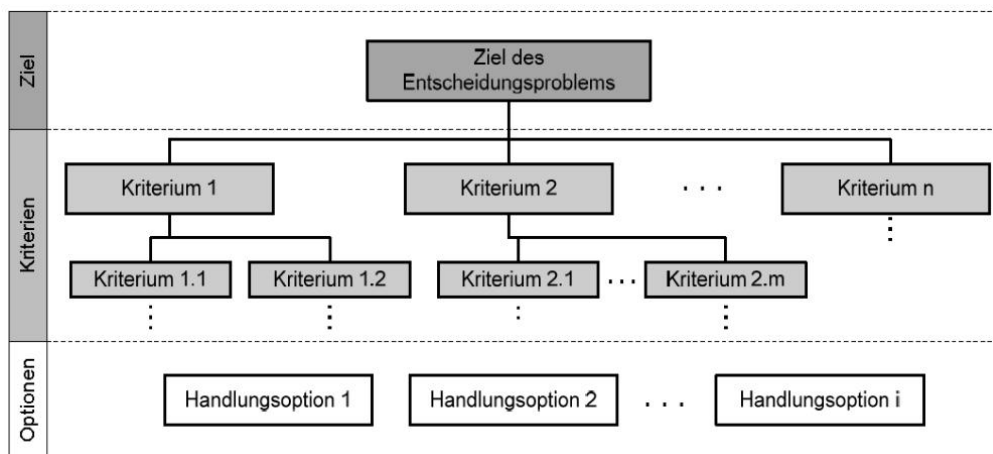 Ziel
Ziel des
Entscheidungsproblems
Kriterien
Kriterium 1
Kriterium 2
. . .
Kriterium n
Kriterium 1.1
Kriterium 1.2
Kriterium 2.1
...
Kriterium 2.m
Optionen
Handlungsoption 1
Handlungsoption 2
. . .
Handlungsoption i